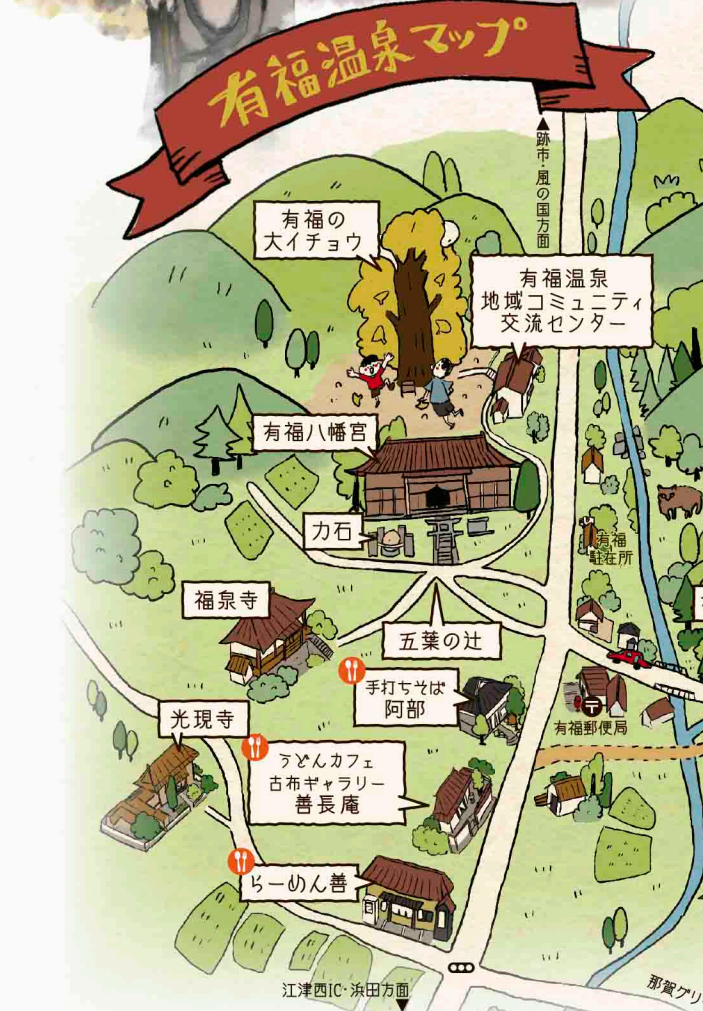 有福温泉マップ
▲跡市・風の国方面
有福の
大イチョウ
有福温泉
地域コミュニティ
交流センター
有福八幡宮
力石
有福
駐在所
福泉寺
五葉の辻
手打ちそば
阿部
有福郵便局
光現寺
うどんカフェ
古布ギャラリー
善長庵
らーめん善
那賀グリ
江津西IC・浜田方面
▼